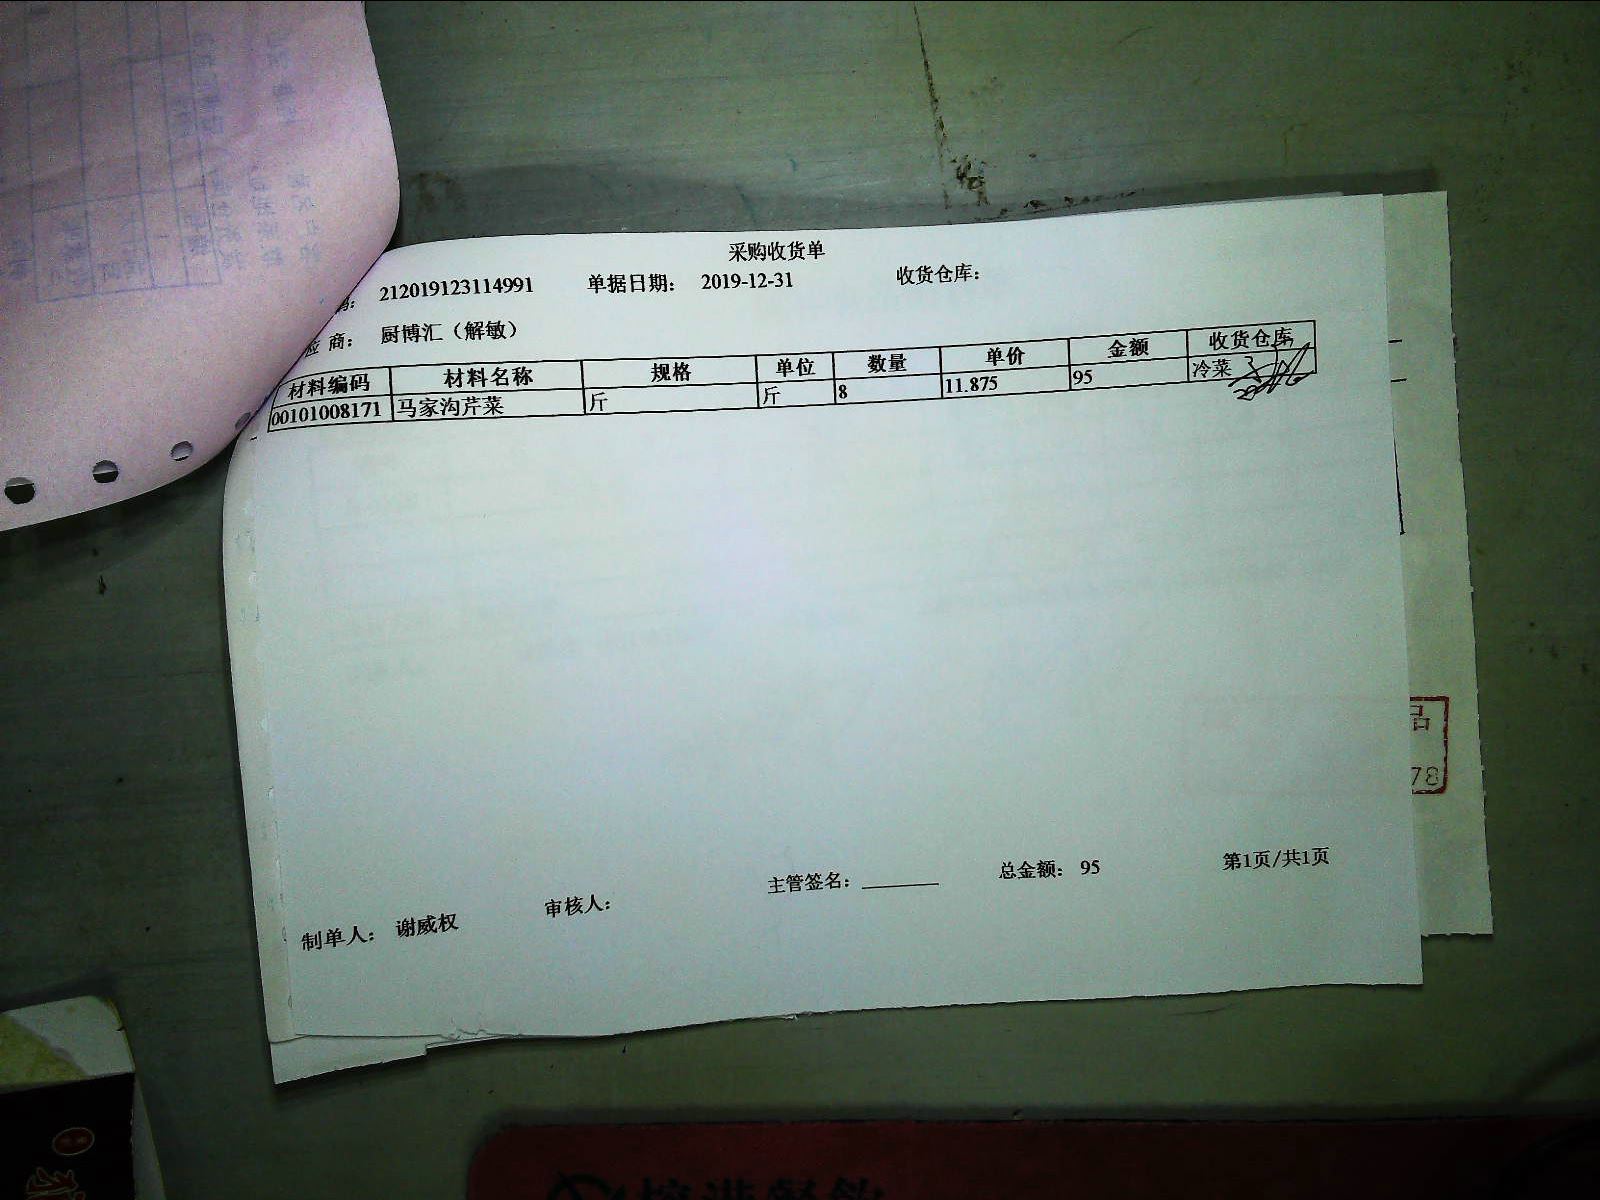 采购收货单
码： 212019123114991 单据日期： 2019-12-31 收货仓库：
应 商： 厨博汇（解敏）
材料编码 材料名称 规格 单位 数量 单价 金额 收货仓库
00101008171 马家沟芹菜 斤 斤 8 11.875 95 冷菜
品
78
主管签名： 总金额： 95 第1页/共1页
制单人： 谢威权 审核人：